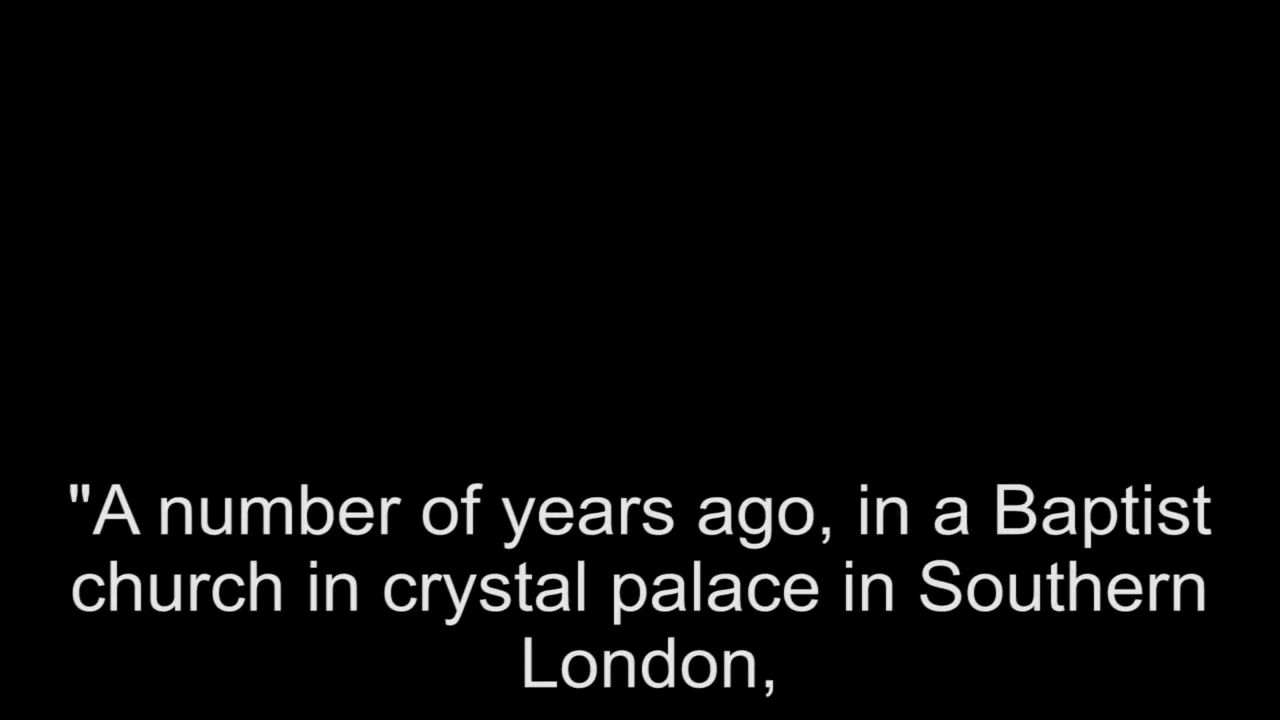 "A number of years ago, in a Baptist
church in crystal palace in Southern
London,